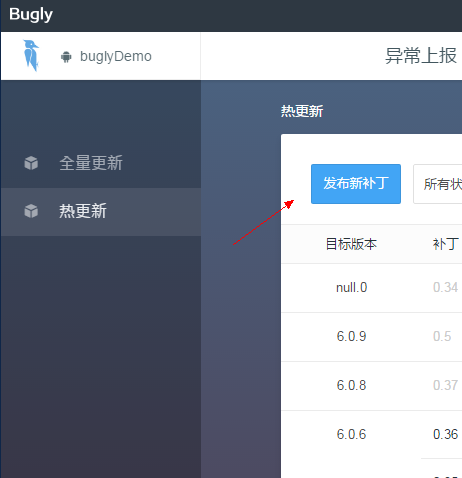 Bugly
buglyDemo
异常上报
全量更新
热更新
热更新
发布新补丁
所有状
目标版本
补丁
null.0
0.34
6.0.9
0.5
6.0.8
0.37
6.0.6
0.36